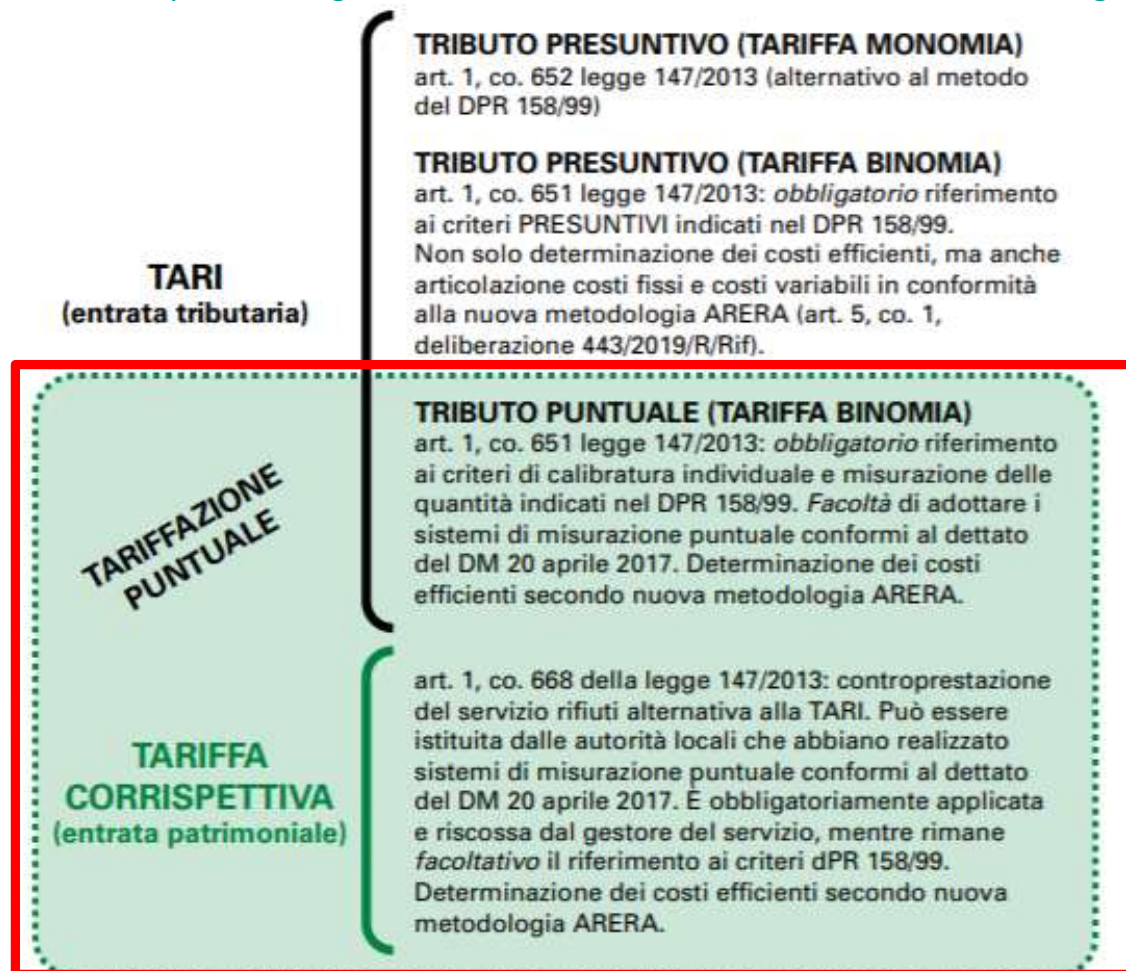 TRIBUTO PRESUNTIVO (TARIFFA MONOMIA)
art. 1, co. 652 legge 147/2013 (alternativo al metodo
del DPR 158/99)
TRIBUTO PRESUNTIVO (TARIFFA BINOMIA)
art. 1, co. 651 legge 147/2013: obbligatorio riferimento
ai criteri PRESUNTIVI indicati nel DPR 158/99.
Non solo determinazione dei costi efficienti, ma anche
articolazione costi fissi e costi variabili in conformità
alla nuova metodologia ARERA (art. 5, co. 1,
deliberazione 443/2019/R/Rif).
TARI
(entrata tributaria)
TRIBUTO PUNTUALE (TARIFFA BINOMIA)
art. 1, co. 651 legge 147/2013: obbligatorio riferimento
ai criteri di calibratura individuale e misurazione delle
quantità indicati nel DPR 158/99. Facoltà di adottare i
sistemi di misurazione puntuale conformi al dettato
del DM 20 aprile 2017. Determinazione dei costi
efficienti secondo nuova metodologia ARERA.
TARIFFAZIONE
PUNTUALE
art. 1, co. 668 della legge 147/2013: controprestazione
del servizio rifiuti alternativa alla TARI. Può essere
istituita dalle autorità locali che abbiano realizzato
sistemi di misurazione puntuale conformi al dettato
del DM 20 aprile 2017. È obbligatoriamente applicata
e riscossa dal gestore del servizio, mentre rimane
facoltativo il riferimento ai criteri dPR 158/99.
Determinazione dei costi efficienti secondo nuova
metodologia ARERA.
TARIFFA
CORRISPETTIVA
(entrata patrimoniale)